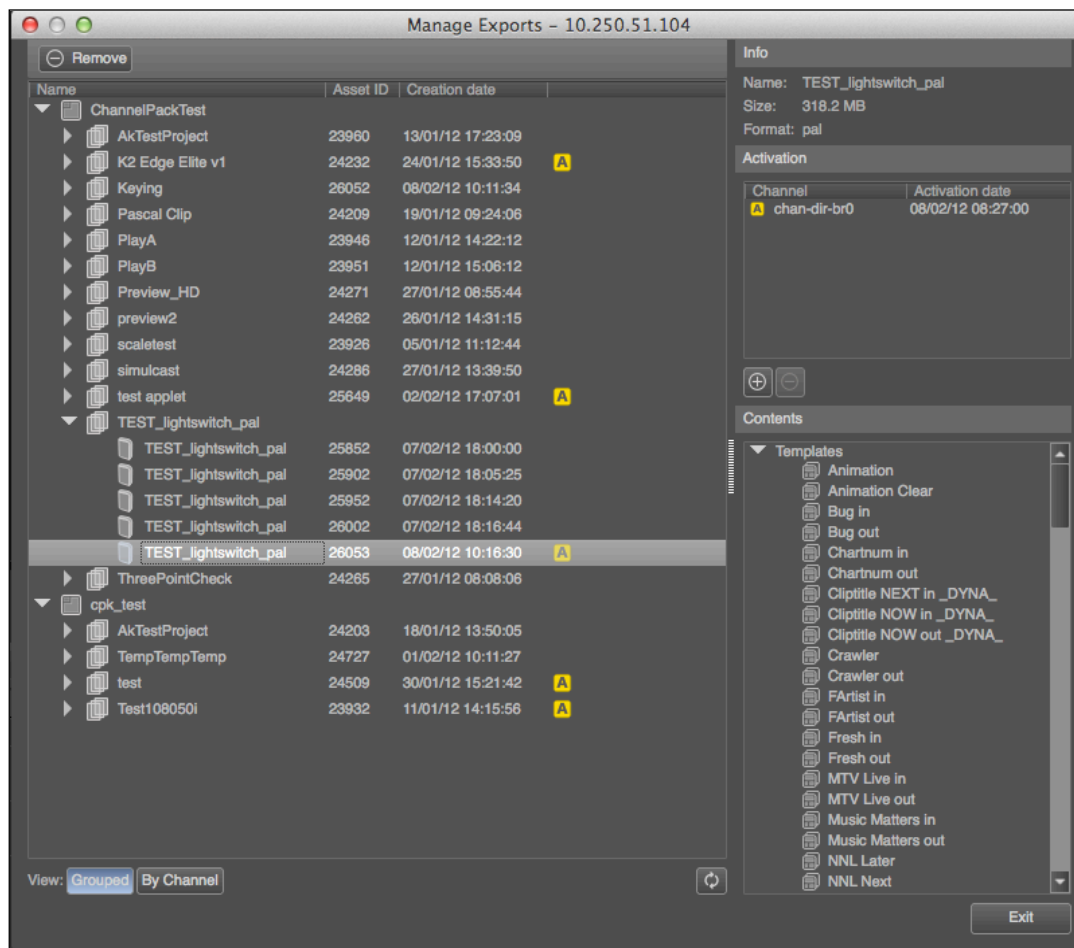 Manage Exports - 10.250.51.104
Remove
Name Asset ID Creation date
ChannelPackTest
AkTestProject 23960 13/01/12 17:23:09
K2 Edge Elite v1 24232 24/01/12 15:33:50 A
Keying 26052 08/02/12 10:11:34
Pascal Clip 24209 19/01/12 09:24:06
PlayA 23946 12/01/12 14:22:12
PlayB 23951 12/01/12 15:06:12
Preview_HD 24271 27/01/12 08:55:44
preview2 24262 26/01/12 14:31:15
scaletest 23926 05/01/12 11:12:44
simulcast 24286 27/01/12 13:39:50
test applet 25649 02/02/12 17:07:01 A
TEST_lightswitch_pal
TEST_lightswitch_pal 25852 07/02/12 18:00:00
TEST_lightswitch_pal 25902 07/02/12 18:05:25
TEST_lightswitch_pal 25952 07/02/12 18:14:20
TEST_lightswitch_pal 26002 07/02/12 18:16:44
TEST_lightswitch_pal 26053 08/02/12 10:16:30 A
ThreePointCheck 24265 27/01/12 08:08:06
cpk_test
AkTestProject 24203 18/01/12 13:50:05
TempTempTemp 24727 01/02/12 10:11:27
test 24509 30/01/12 15:21:42 A
Test108050i 23932 11/01/12 14:15:56 A
View: Grouped By Channel
Info
Name: TEST_lightswitch_pal
Size: 318.2 MB
Format: pal
Activation
Channel Activation date
A chan-dir-br0 08/02/12 08:27:00
Contents
Templates
Animation
Animation Clear
Bug in
Bug out
Chartnum in
Chartnum out
Cliptitle NEXT in _DYNA_
Cliptitle NOW in _DYNA_
Cliptitle NOW out _DYNA_
Crawler
Crawler out
FArtist in
FArtist out
Fresh in
Fresh out
MTV Live in
MTV Live out
Music Matters in
Music Matters out
NNL Later
NNL Next
Exit